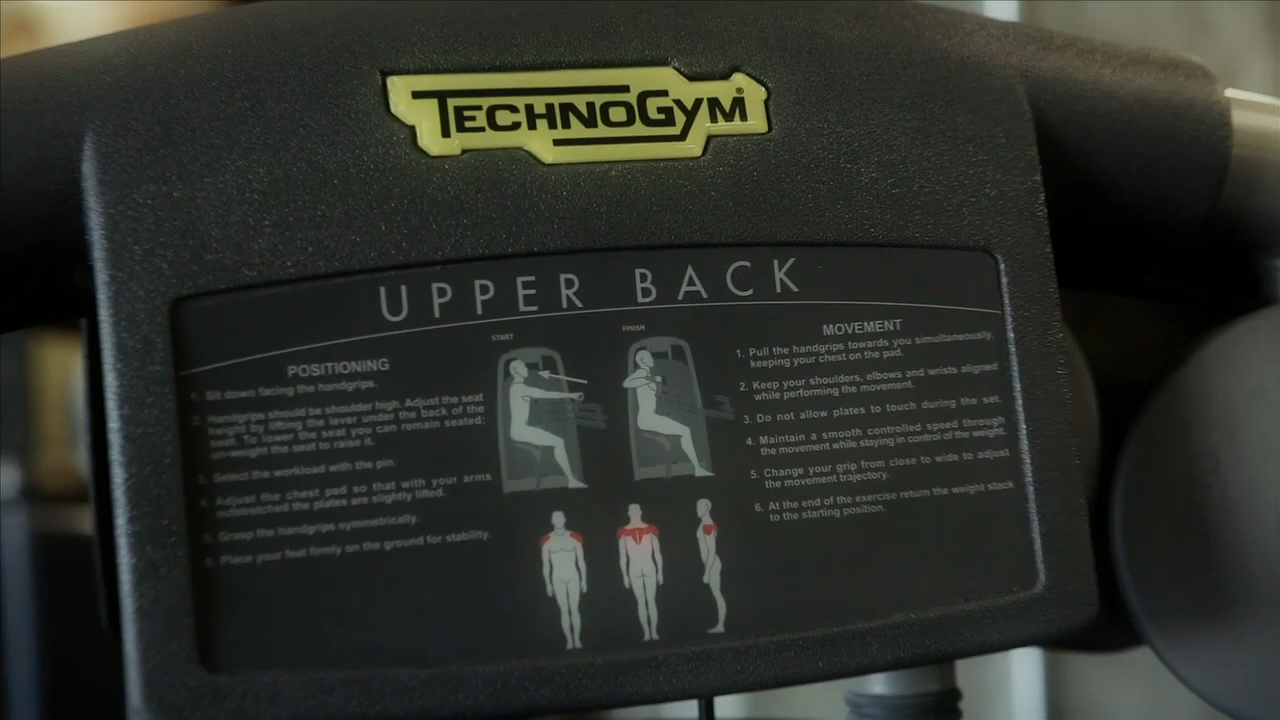 TECHNOGYM®
UPPER BACK
POSITIONING
1. Sit down facing the handgrips.
2. Handgrips should be shoulder high. Adjust the seat
height by lifting the lever under the back of the
seat. To lower the seat you can remain seated;
un-weight the seat to raise it.
3. Select the workload with the pin.
4. Adjust the chest pad so that with your arms
outstretched the plates are slightly lifted.
5. Grasp the handgrips symmetrically.
6. Place your feet firmly on the ground for stability.
START
FINISH
MOVEMENT
1. Pull the handgrips towards you simultaneously,
keeping your chest on the pad.
2. Keep your shoulders, elbows and wrists aligned
while performing the movement.
3. Do not allow plates to touch during the set.
4. Maintain a smooth controlled speed through
the movement while staying in control of the weight.
5. Change your grip from close to wide to adjust
the movement trajectory.
6. At the end of the exercise return the weight stack
to the starting position.